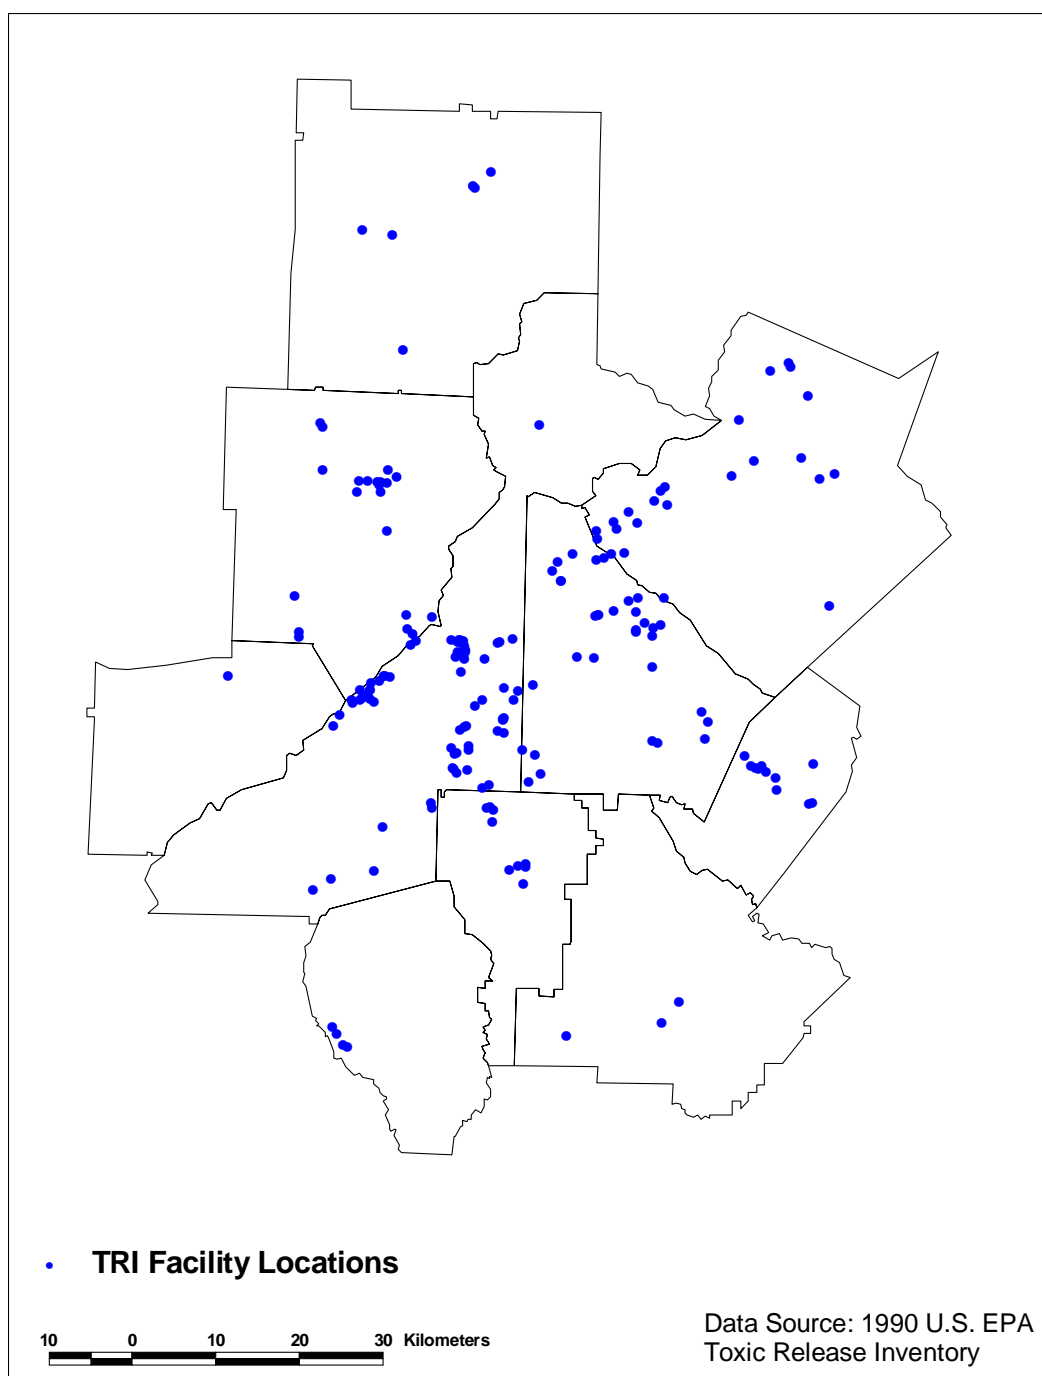 TRI Facility Locations
10 0 10 20 30 Kilometers
Data Source: 1990 U.S. EPA
Toxic Release Inventory